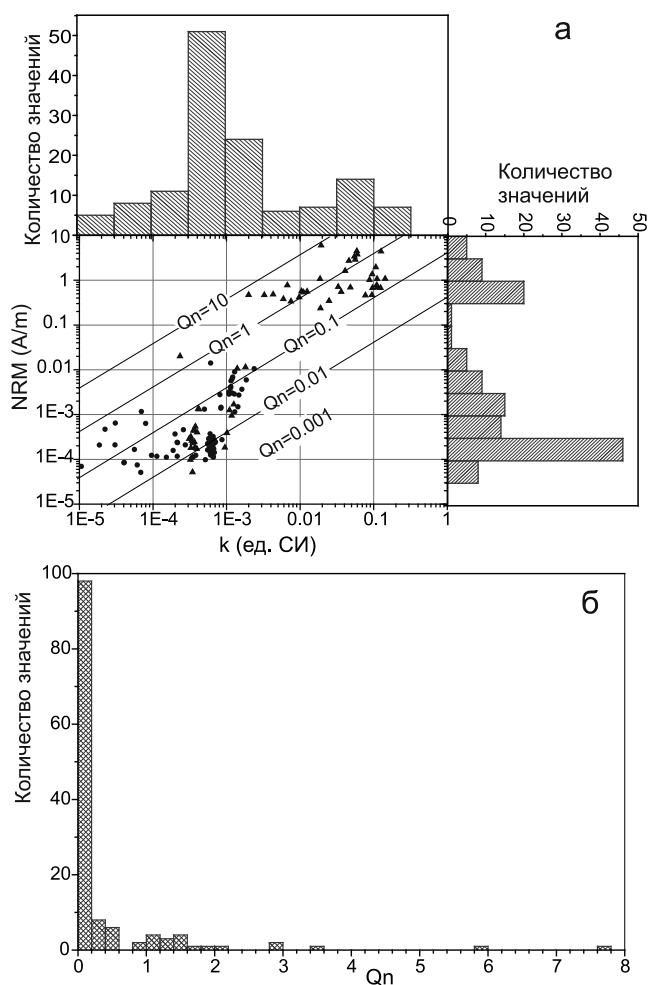 а
Количество значений
50
40
30
20
10
Количество
значений
0
10
20
30
40
50
NRM (A/m)
10
1
0.1
0.01
1E-3
1E-4
1E-5
Qn=10
Qn=1
Qn=0.1
Qn=0.01
Qn=0.001
1E-5
1E-4
1E-3
0.01
0.1
1
k (ед. СИ)
б
Количество значений
100
80
60
40
20
0
0
1
2
3
4
5
6
7
8
Qn